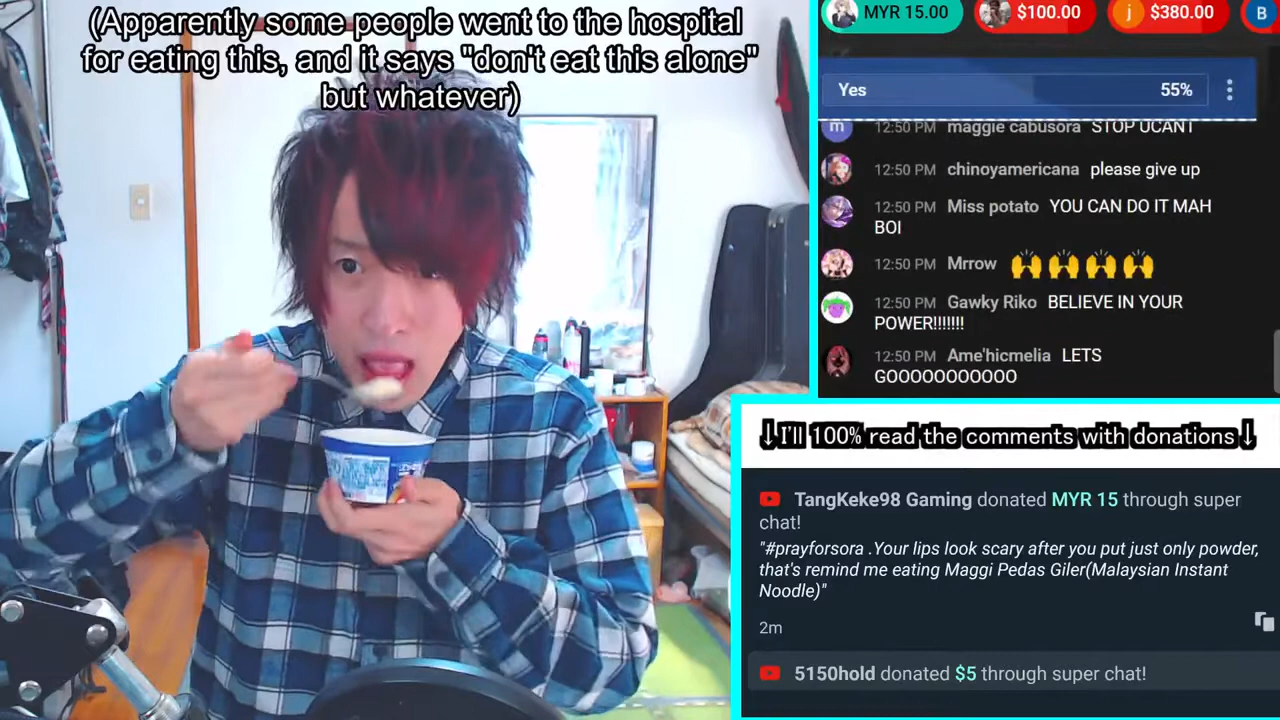 (Apparently some people went to the hospital
for eating this, and it says "don't eat this alone"
but whatever)
MYR 15.00
$100.00
j $380.00
B
Yes 55%
m 12:50 PM maggie cabusora STOP UCANT
12:50 PM chinoyamericana please give up
12:50 PM Miss potato YOU CAN DO IT MAH
BOI
12:50 PM Mrrow 🙌 🙌 🙌 🙌
12:50 PM Gawky Riko BELIEVE IN YOUR
POWER!!!!!!!
12:50 PM Ame'hicmelia LETS
GOOOOOOOOOOO
↓I'll 100% read the comments with donations↓
TangKeke98 Gaming donated MYR 15 through super
chat!
"#prayforsora .Your lips look scary after you put just only powder,
that's remind me eating Maggi Pedas Giler(Malaysian Instant
Noodle)"
2m
5150hold donated $5 through super chat!